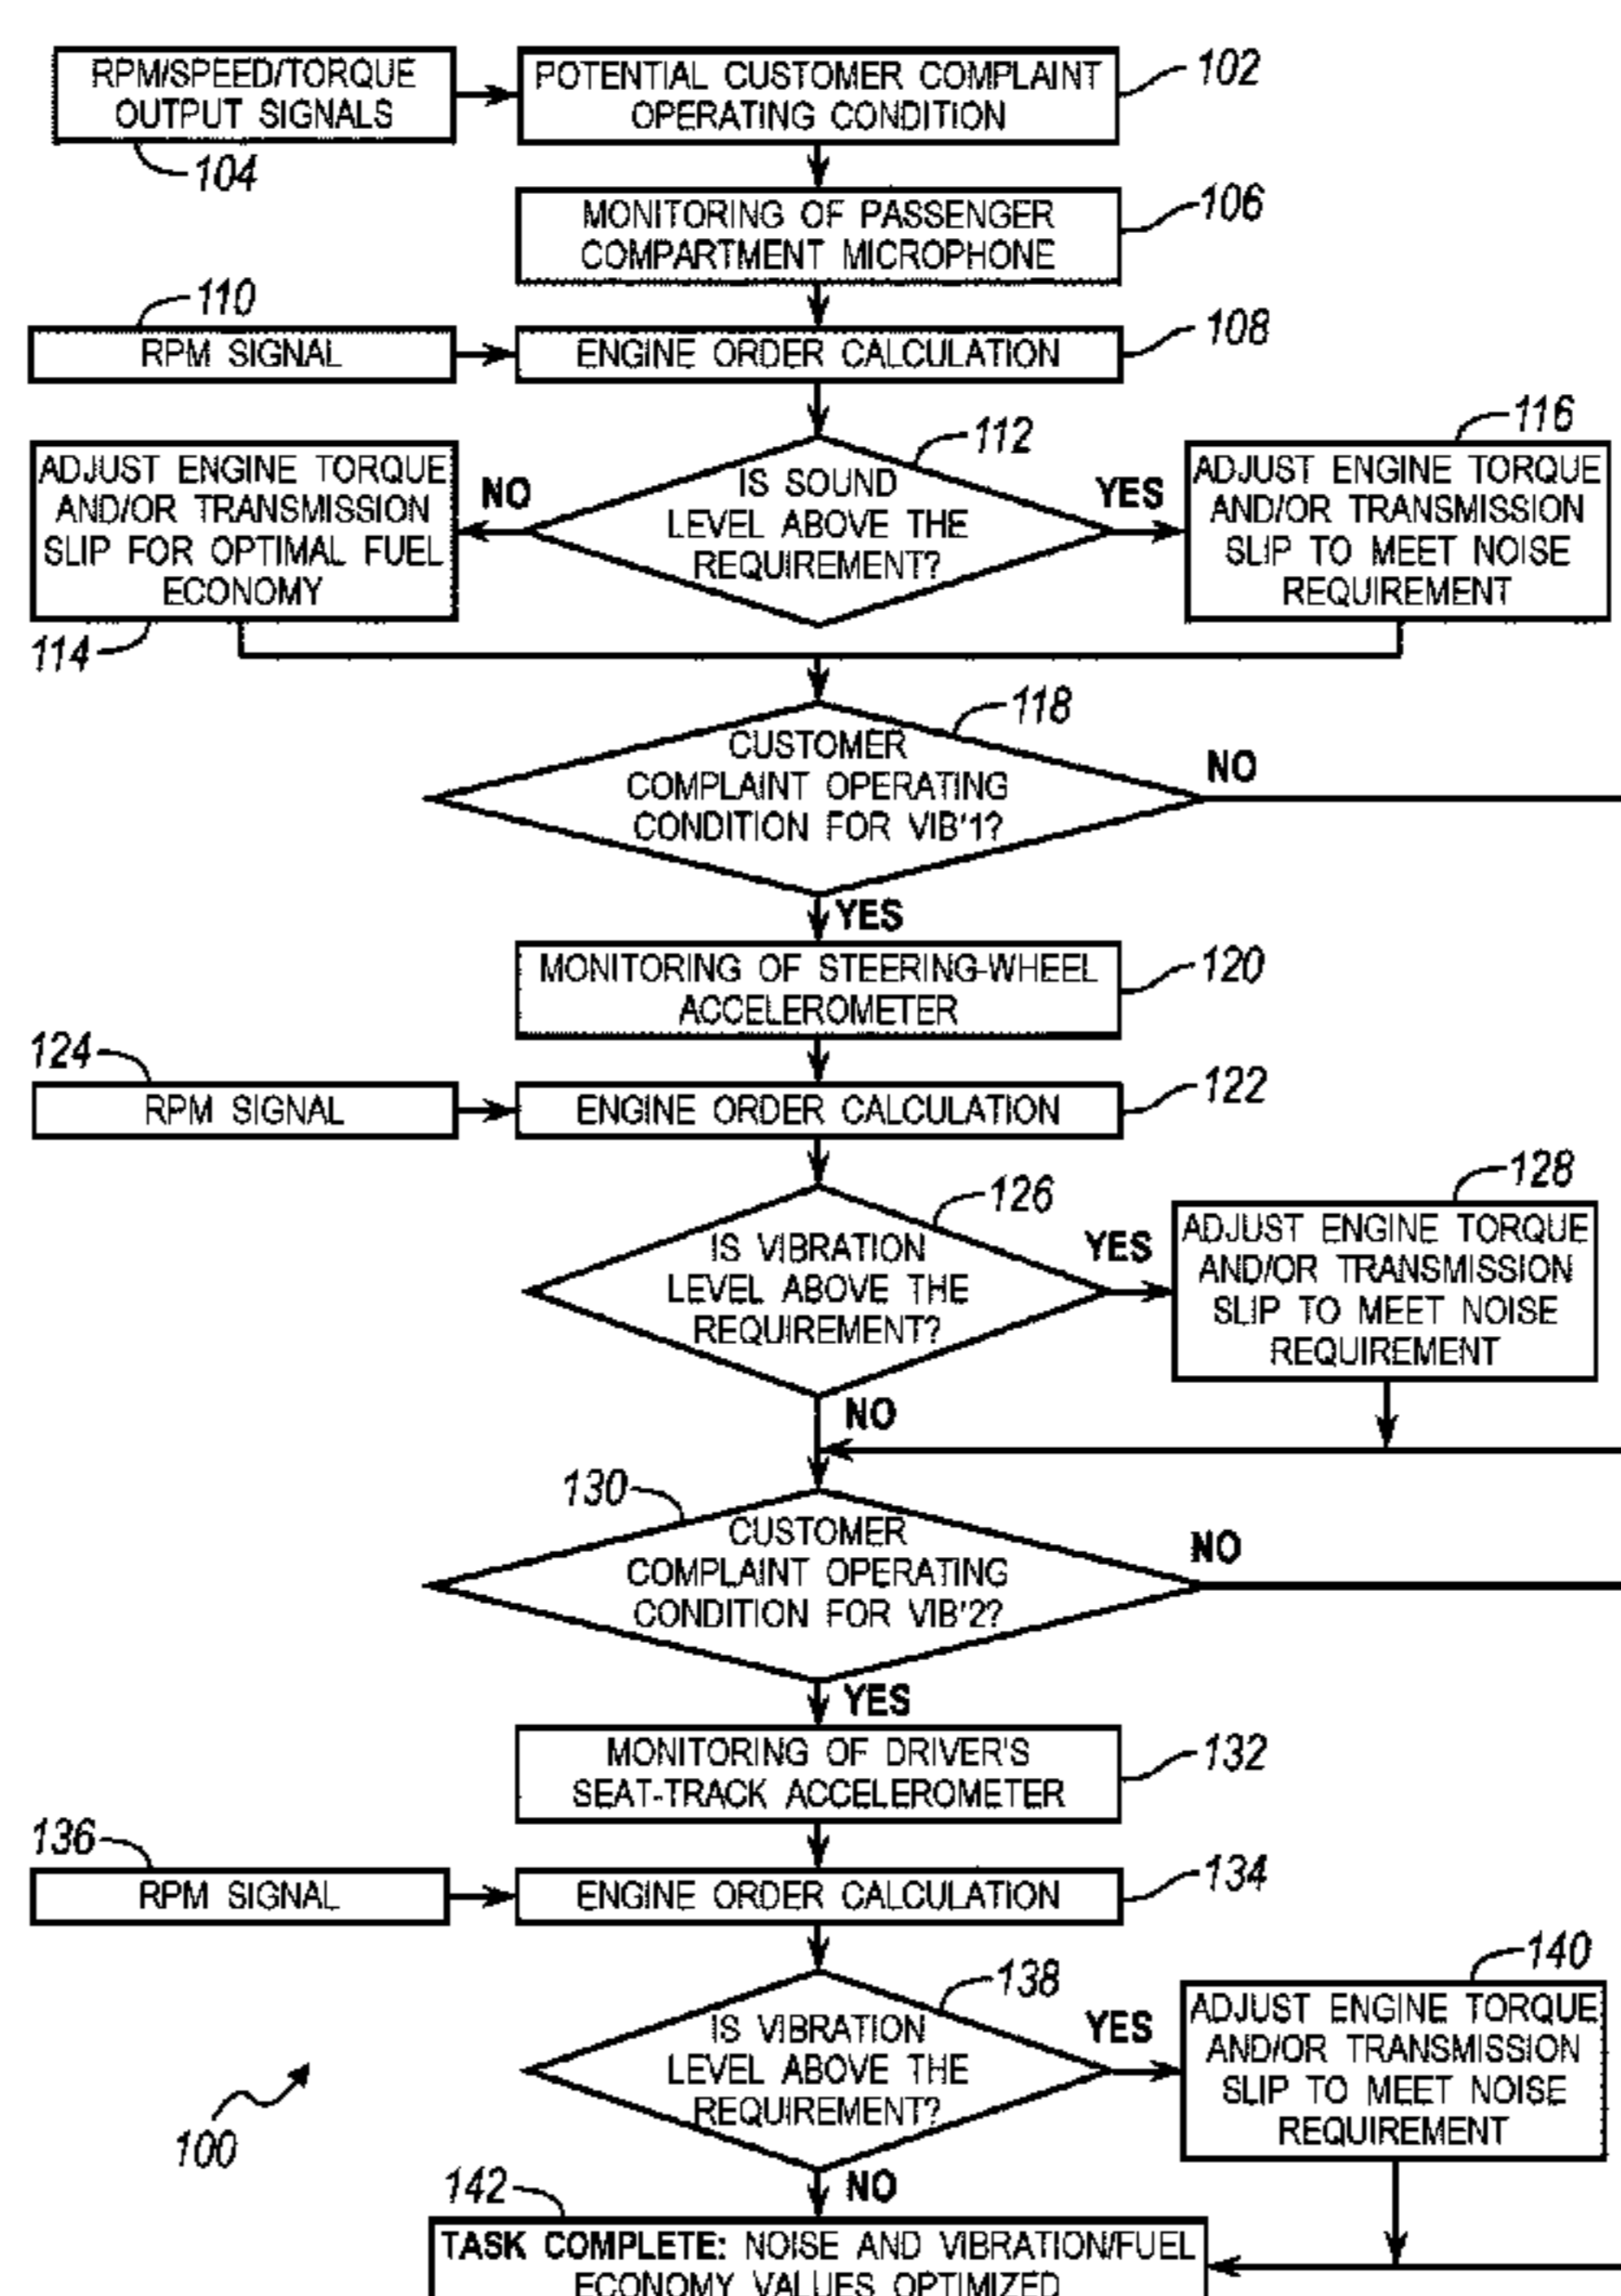 RPM/SPEED/TORQUE
OUTPUT SIGNALS
104
POTENTIAL CUSTOMER COMPLAINT
OPERATING CONDITION
102
MONITORING OF PASSENGER
COMPARTMENT MICROPHONE
106
110
RPM SIGNAL
ENGINE ORDER CALCULATION
108
112
IS SOUND
LEVEL ABOVE THE
REQUIREMENT?
NO
ADJUST ENGINE TORQUE
AND/OR TRANSMISSION
SLIP FOR OPTIMAL FUEL
ECONOMY
114
YES
116
ADJUST ENGINE TORQUE
AND/OR TRANSMISSION
SLIP TO MEET NOISE
REQUIREMENT
118
CUSTOMER
COMPLAINT OPERATING
CONDITION FOR VIB'1?
NO
YES
MONITORING OF STEERING-WHEEL
ACCELEROMETER
120
124
RPM SIGNAL
ENGINE ORDER CALCULATION
122
126
IS VIBRATION
LEVEL ABOVE THE
REQUIREMENT?
YES
128
ADJUST ENGINE TORQUE
AND/OR TRANSMISSION
SLIP TO MEET NOISE
REQUIREMENT
NO
130
CUSTOMER
COMPLAINT OPERATING
CONDITION FOR VIB'2?
NO
YES
MONITORING OF DRIVER'S
SEAT-TRACK ACCELEROMETER
132
136
RPM SIGNAL
ENGINE ORDER CALCULATION
134
138
IS VIBRATION
LEVEL ABOVE THE
REQUIREMENT?
YES
140
ADJUST ENGINE TORQUE
AND/OR TRANSMISSION
SLIP TO MEET NOISE
REQUIREMENT
100
NO
142
TASK COMPLETE: NOISE AND VIBRATION/FUEL
ECONOMY VALUES OPTIMIZED